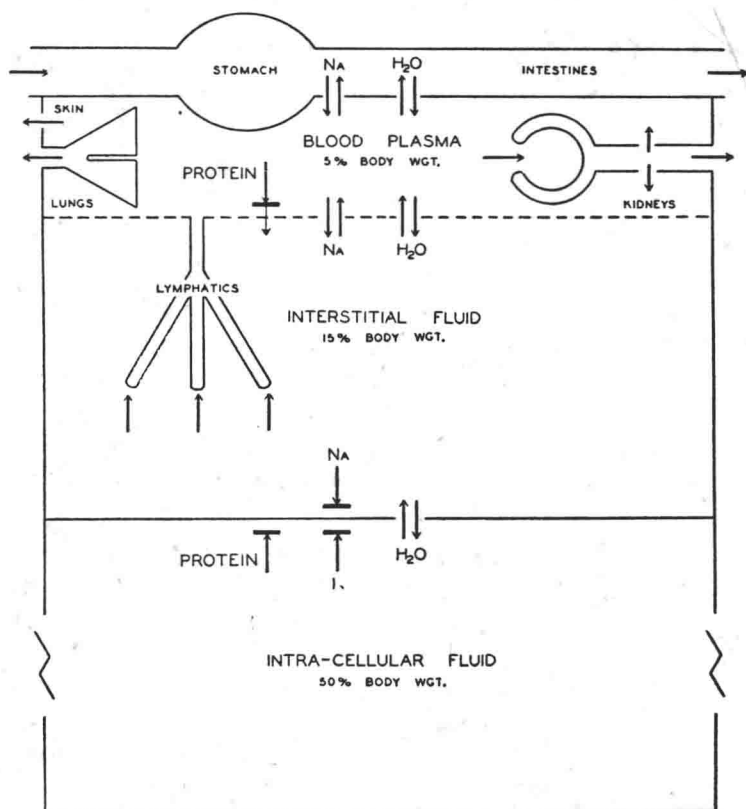 STOMACH
NA
H2O
INTESTINES
SKIN
BLOOD PLASMA
5% BODY WGT.
PROTEIN
LUNGS
KIDNEYS
NA
H2O
LYMPHATICS
INTERSTITIAL FLUID
15% BODY WGT.
NA
PROTEIN
H2O
INTRA-CELLULAR FLUID
50% BODY WGT.